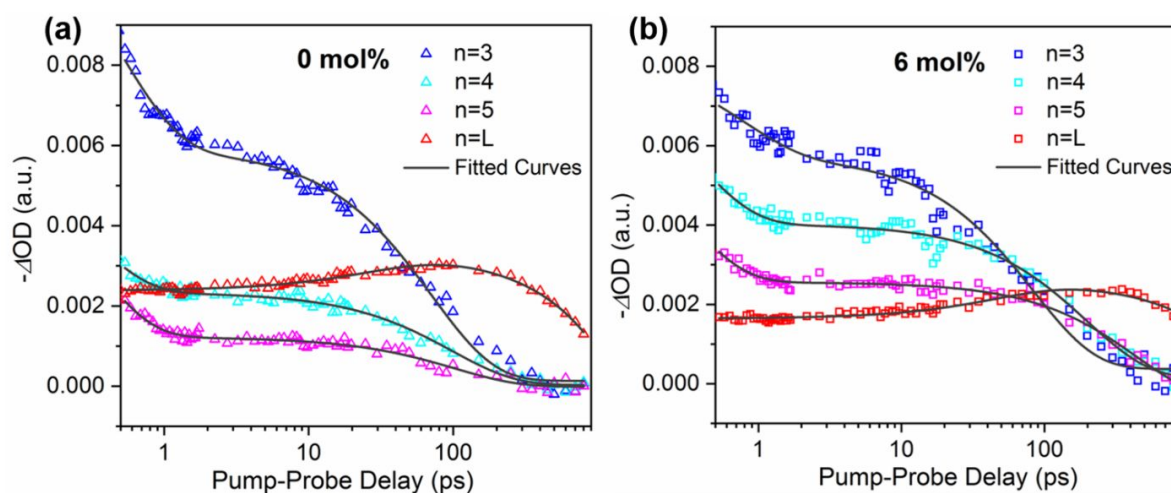 (a)
0 mol%
n=3
n=4
n=5
n=L
Fitted Curves
0.008
0.006
0.004
0.002
0.000
-ΔOD (a.u.)
1
10
100
Pump-Probe Delay (ps)
(b)
6 mol%
n=3
n=4
n=5
n=L
Fitted Curves
0.008
0.006
0.004
0.002
0.000
-ΔOD (a.u.)
1
10
100
Pump-Probe Delay (ps)